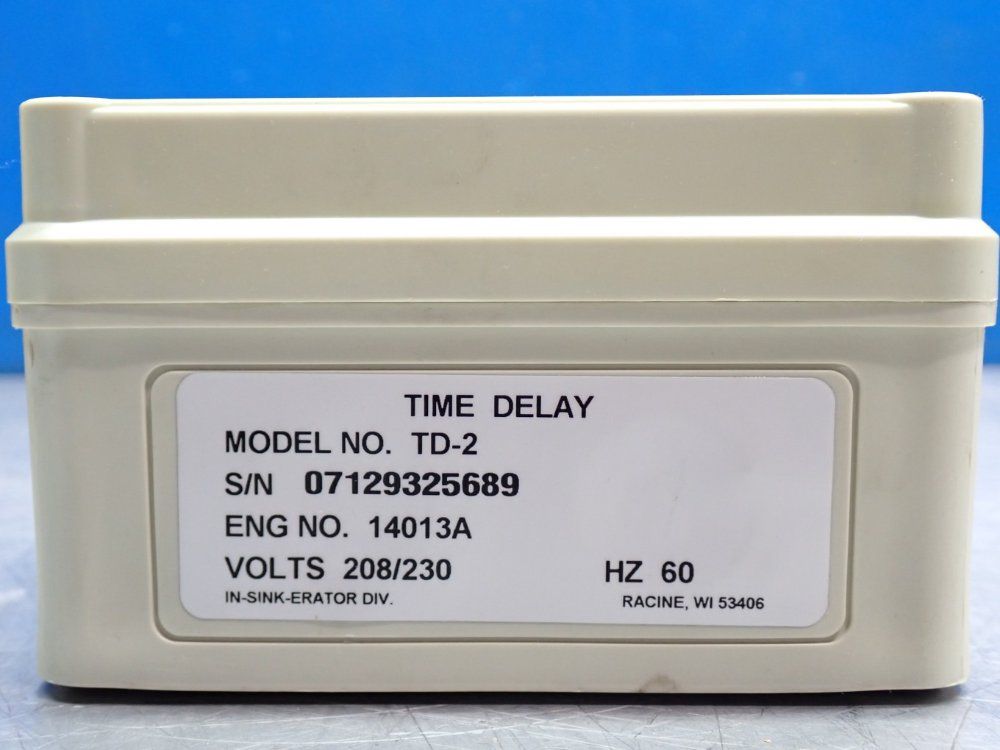 TIME DELAY
MODEL NO. TD-2
S/N 07129325689
ENG NO. 14013A
VOLTS 208/230 HZ 60
IN-SINK-ERATOR DIV. RACINE, WI 53406